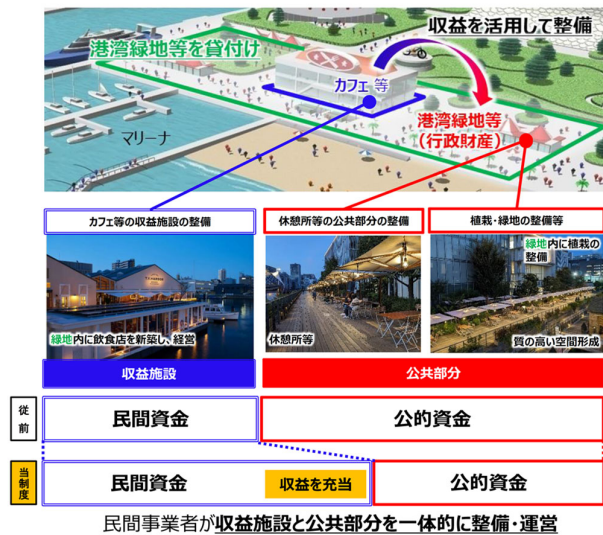 収益を活用して整備
港湾緑地等を貸付け
カフェ 等
港湾緑地等
(行政財産)
マリーナ
カフェ等の収益施設の整備
休憩所等の公共部分の整備
植栽・緑地の整備等
緑地内に植栽の
整備
緑地内に飲食店を新築し、経営
休憩所等
質の高い空間形成
収益施設
公共部分
従前
民間資金
公的資金
当制度
民間資金
収益を充当
公的資金
民間事業者が収益施設と公共部分を一体的に整備・運営